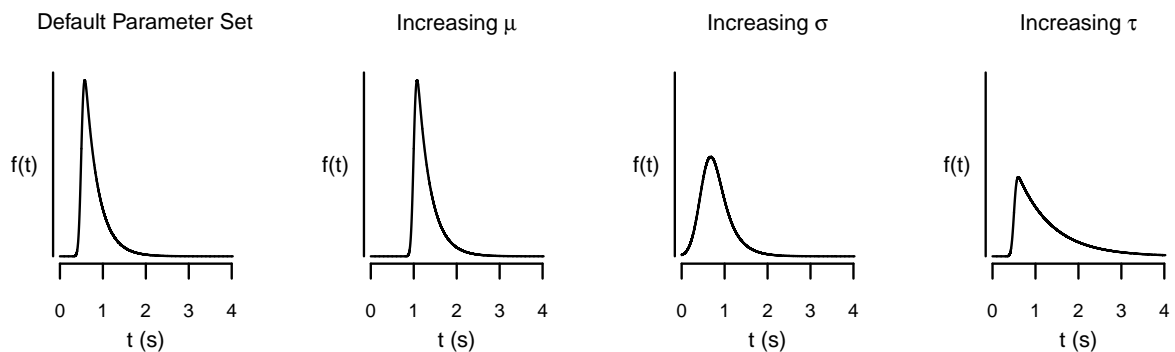 Default Parameter Set
f(t)
0 1 2 3 4
t (s)
Increasing μ
f(t)
0 1 2 3 4
t (s)
Increasing σ
f(t)
0 1 2 3 4
t (s)
Increasing τ
f(t)
0 1 2 3 4
t (s)